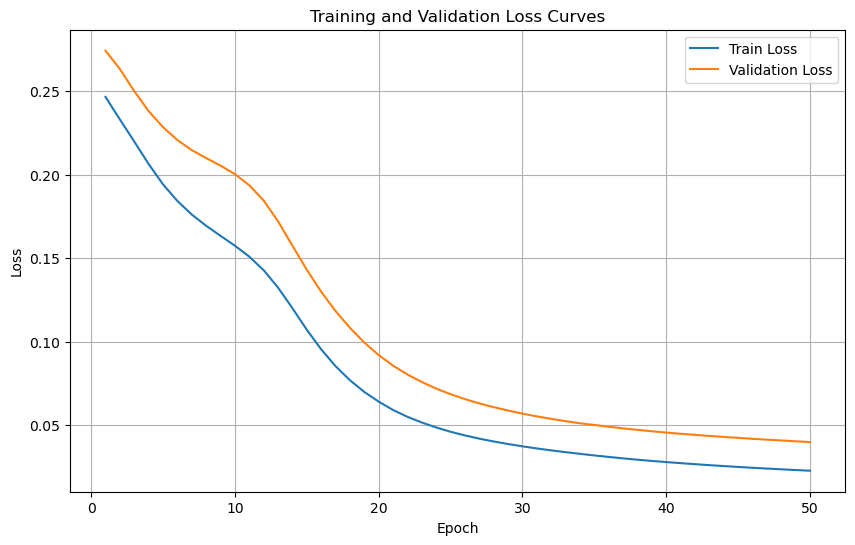 Training and Validation Loss Curves
Train Loss
Validation Loss
0.25
0.20
0.15
0.10
0.05
Loss
0 10 20 30 40 50
Epoch